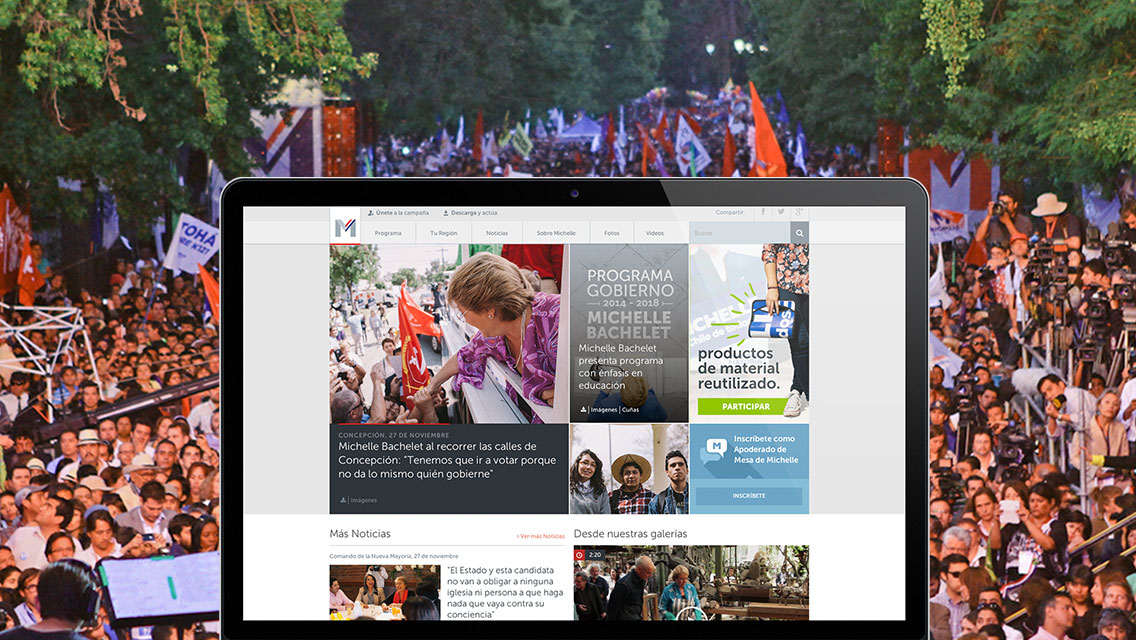 TOHA
M
Únete a la campaña
Descarga y actúa
Compartir:
f
g+
Programa
Tu Región
Noticias
Sobre Michelle
Fotos
Videos
Buscar
PROGRAMA
GOBIERNO
2014 - 2018
MICHELLE
BACHELET
Michelle Bachelet
presenta programa
con énfasis en
educación
Imágenes | Cuñas
productos
de material
reutilizado.
PARTICIPAR
CONCEPCIÓN, 27 DE NOVIEMBRE
Michelle Bachelet al recorrer las calles de
Concepción: "Tenemos que ir a votar porque
no da lo mismo quién gobierne"
Imágenes
Inscríbete como
Apoderado de
Mesa de Michelle
INSCRÍBETE
Más Noticias
› Ver más Noticias
Desde nuestras galerías
Comando de la Nueva Mayoría, 27 de noviembre
"El Estado y esta candidata
no van a obligar a ninguna
iglesia ni persona a que haga
nada que vaya contra su
conciencia"
2:20